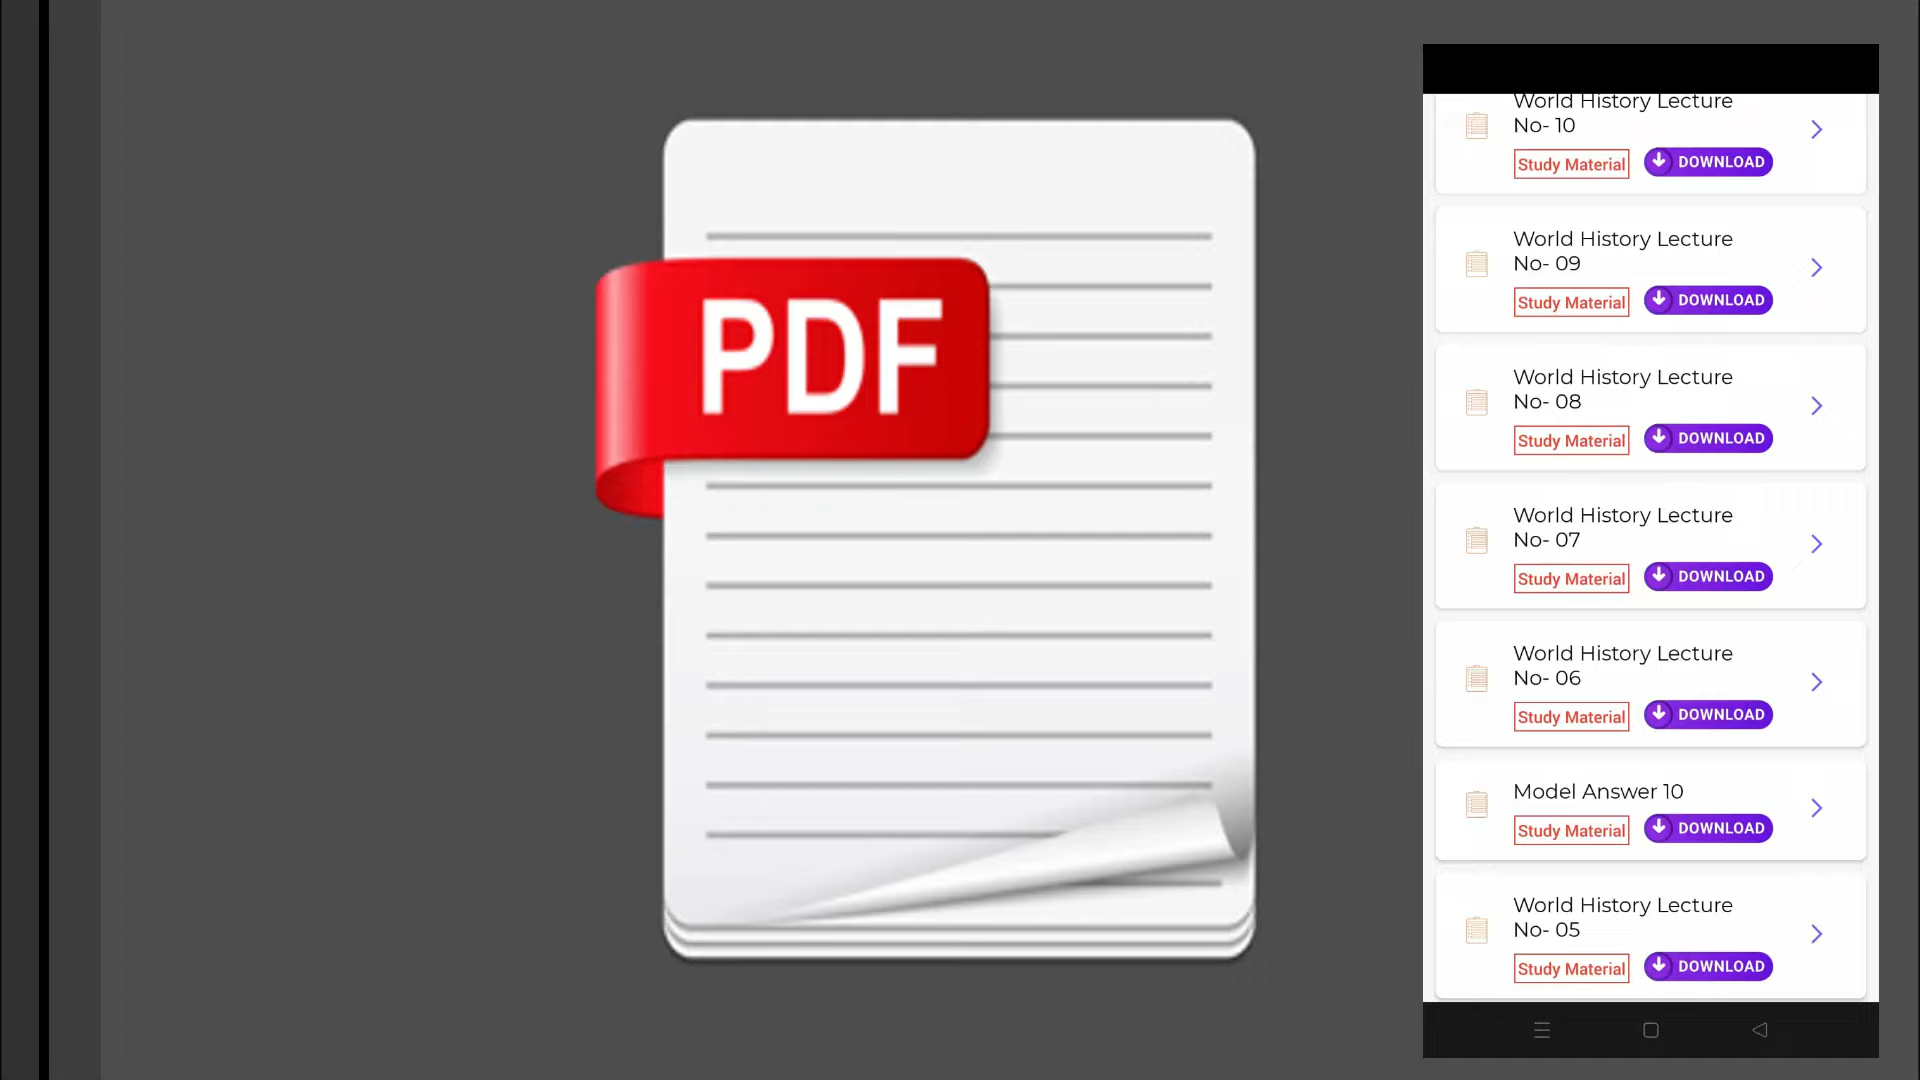 PDF
World History Lecture
No- 10
Study Material
DOWNLOAD
World History Lecture
No- 09
Study Material
DOWNLOAD
World History Lecture
No- 08
Study Material
DOWNLOAD
World History Lecture
No- 07
Study Material
DOWNLOAD
World History Lecture
No- 06
Study Material
DOWNLOAD
Model Answer 10
Study Material
DOWNLOAD
World History Lecture
No- 05
Study Material
DOWNLOAD